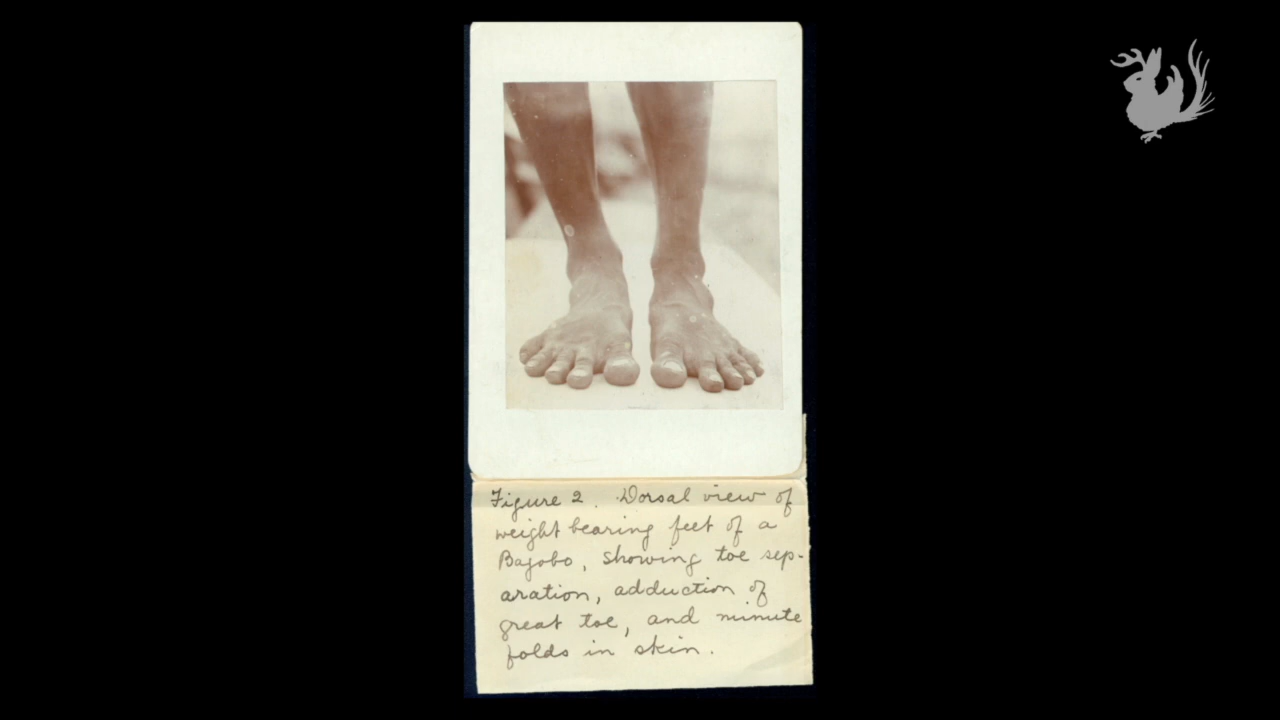 Figure 2. Dorsal view of
weight bearing feet of a
Bagobo, showing toe sep-
aration, adduction of
great toe, and minute
folds in skin.